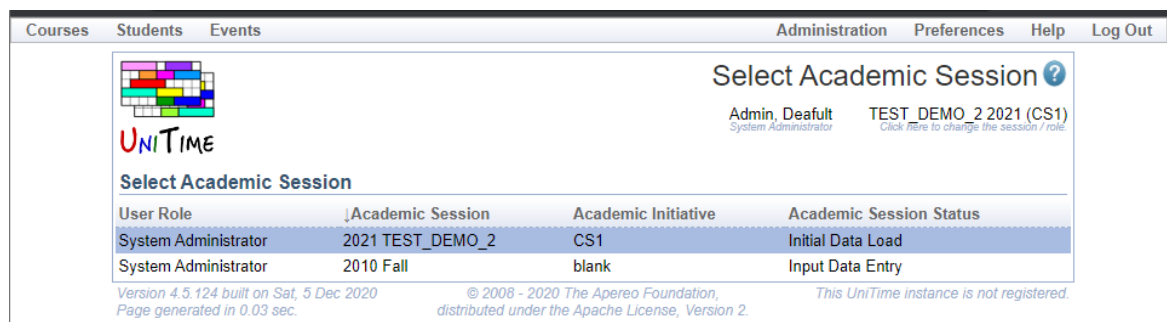 Courses Students Events Administration Preferences Help Log Out
Select Academic Session ?
Admin, Deafult TEST_DEMO_2 2021 (CS1)
System Administrator Click here to change the session / role.
UNITIME
Select Academic Session
User Role ↓Academic Session Academic Initiative Academic Session Status
System Administrator 2021 TEST_DEMO_2 CS1 Initial Data Load
System Administrator 2010 Fall blank Input Data Entry
Version 4.5.124 built on Sat, 5 Dec 2020 © 2008 - 2020 The Apereo Foundation, This UniTime instance is not registered.
Page generated in 0.03 sec. distributed under the Apache License, Version 2.